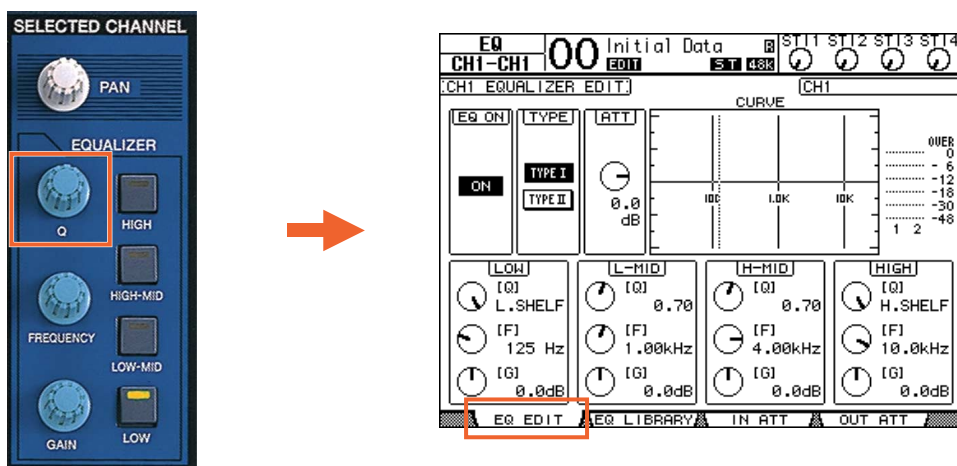 SELECTED CHANNEL
PAN
EQUALIZER
Q
HIGH
HIGH-MID
FREQUENCY
LOW-MID
GAIN
LOW
EQ
CH1-CH1
00 Initial Data R
EDIT ST 48K
STI1 STI2 STI3 STI4
CH1 EQUALIZER EDIT
CH1
CURVE
EQ ON
TYPE
ATT
ON
TYPE I
TYPE II
0.0
dB
100 1.0K 10K
OVER
0
-6
-12
-18
-30
-48
1 2
LOW
[Q]
L.SHELF
[F]
125 Hz
[G]
0.0dB
L-MID
[Q]
0.70
[F]
1.00kHz
[G]
0.0dB
H-MID
[Q]
0.70
[F]
4.00kHz
[G]
0.0dB
HIGH
[Q]
H.SHELF
[F]
10.0kHz
[G]
0.0dB
EQ EDIT
EQ LIBRARY
IN ATT
OUT ATT